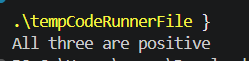 .\tempCodeRunnerFile }
All three are positive